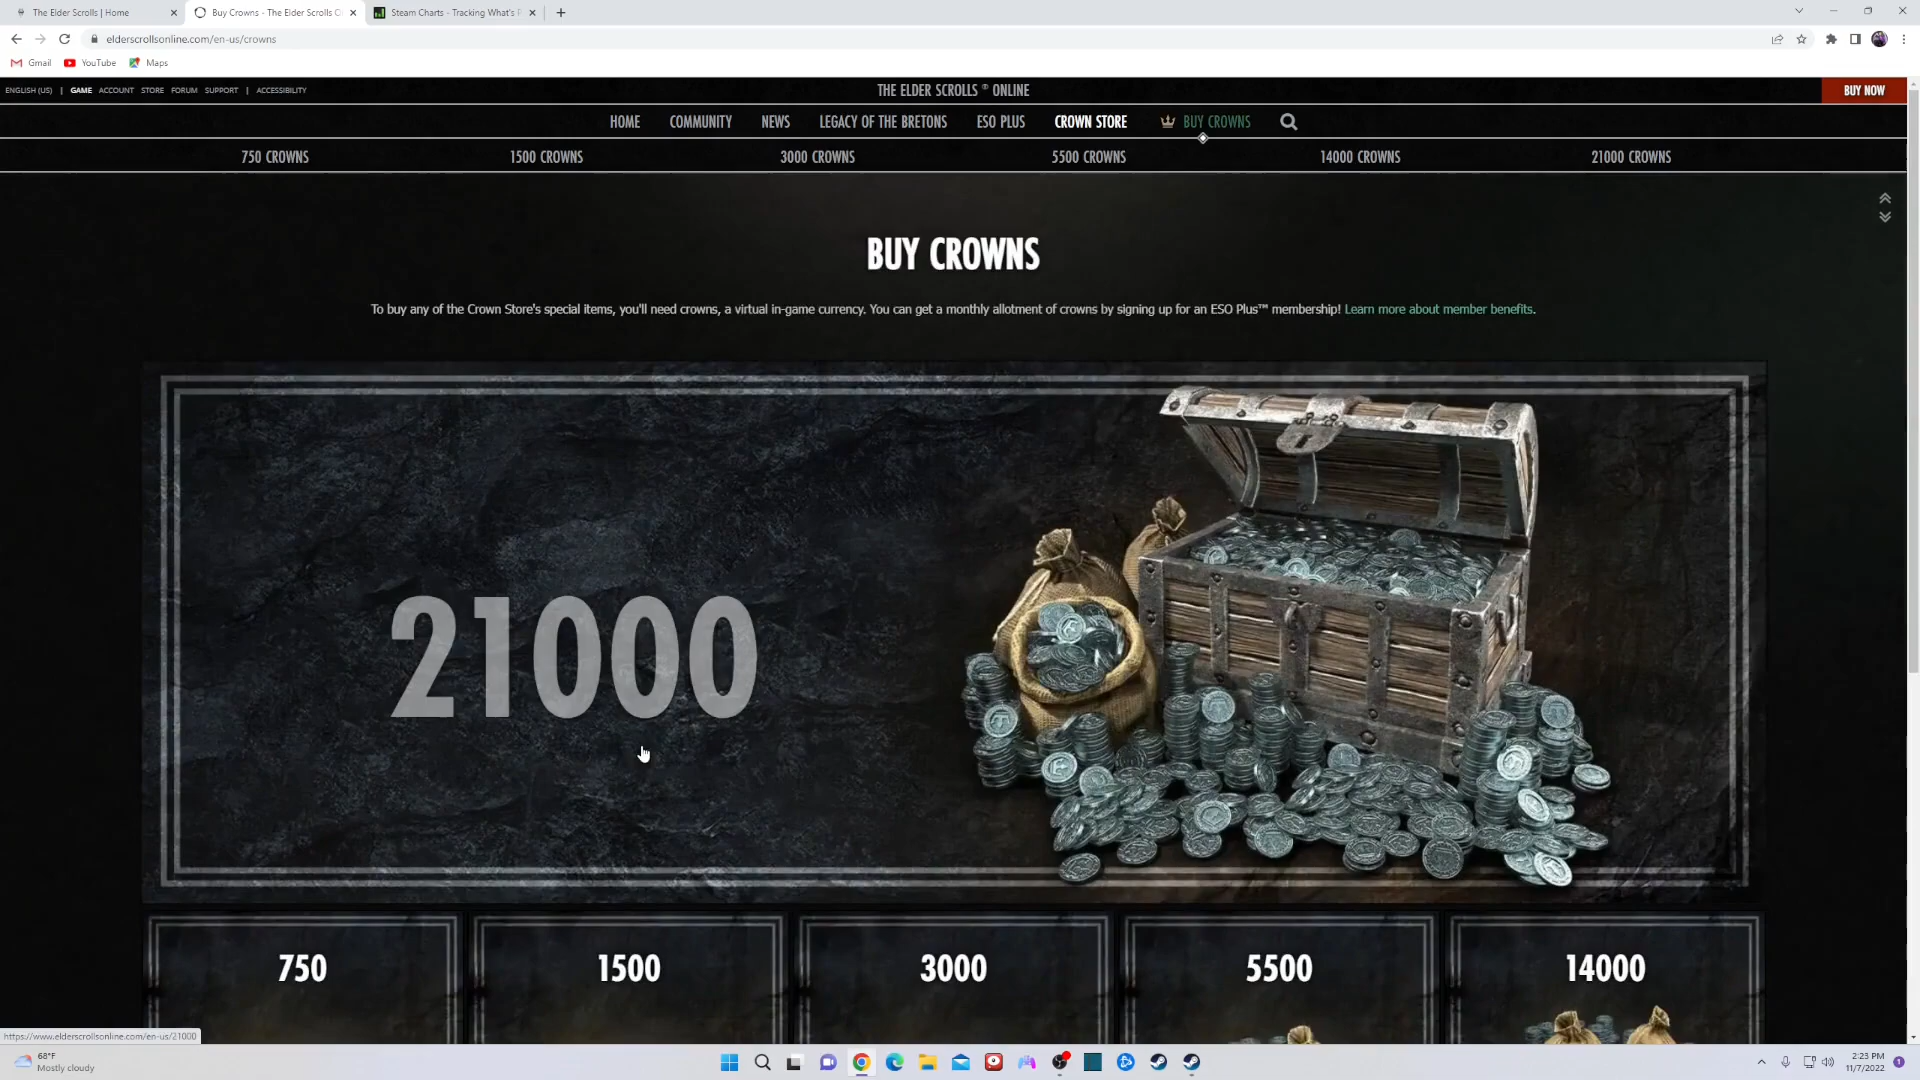 The Elder Scrolls | Home
Buy Crowns - The Elder Scrolls O
Steam Charts - Tracking What's P
elderscrollsonline.com/en-us/crowns
Gmail
YouTube
Maps
ENGLISH (US) | GAME ACCOUNT STORE FORUM SUPPORT | ACCESSIBILITY
THE ELDER SCROLLS ® ONLINE
BUY NOW
HOME COMMUNITY NEWS LEGACY OF THE BRETONS ESO PLUS CROWN STORE BUY CROWNS
750 CROWNS 1500 CROWNS 3000 CROWNS 5500 CROWNS 14000 CROWNS 21000 CROWNS
BUY CROWNS
To buy any of the Crown Store's special items, you'll need crowns, a virtual in-game currency. You can get a monthly allotment of crowns by signing up for an ESO Plus™ membership! Learn more about member benefits.
21000
750 1500 3000 5500 14000
https://www.elderscrollsonline.com/en-us/21000
68°F
Mostly cloudy
2:23 PM
11/7/2022
1